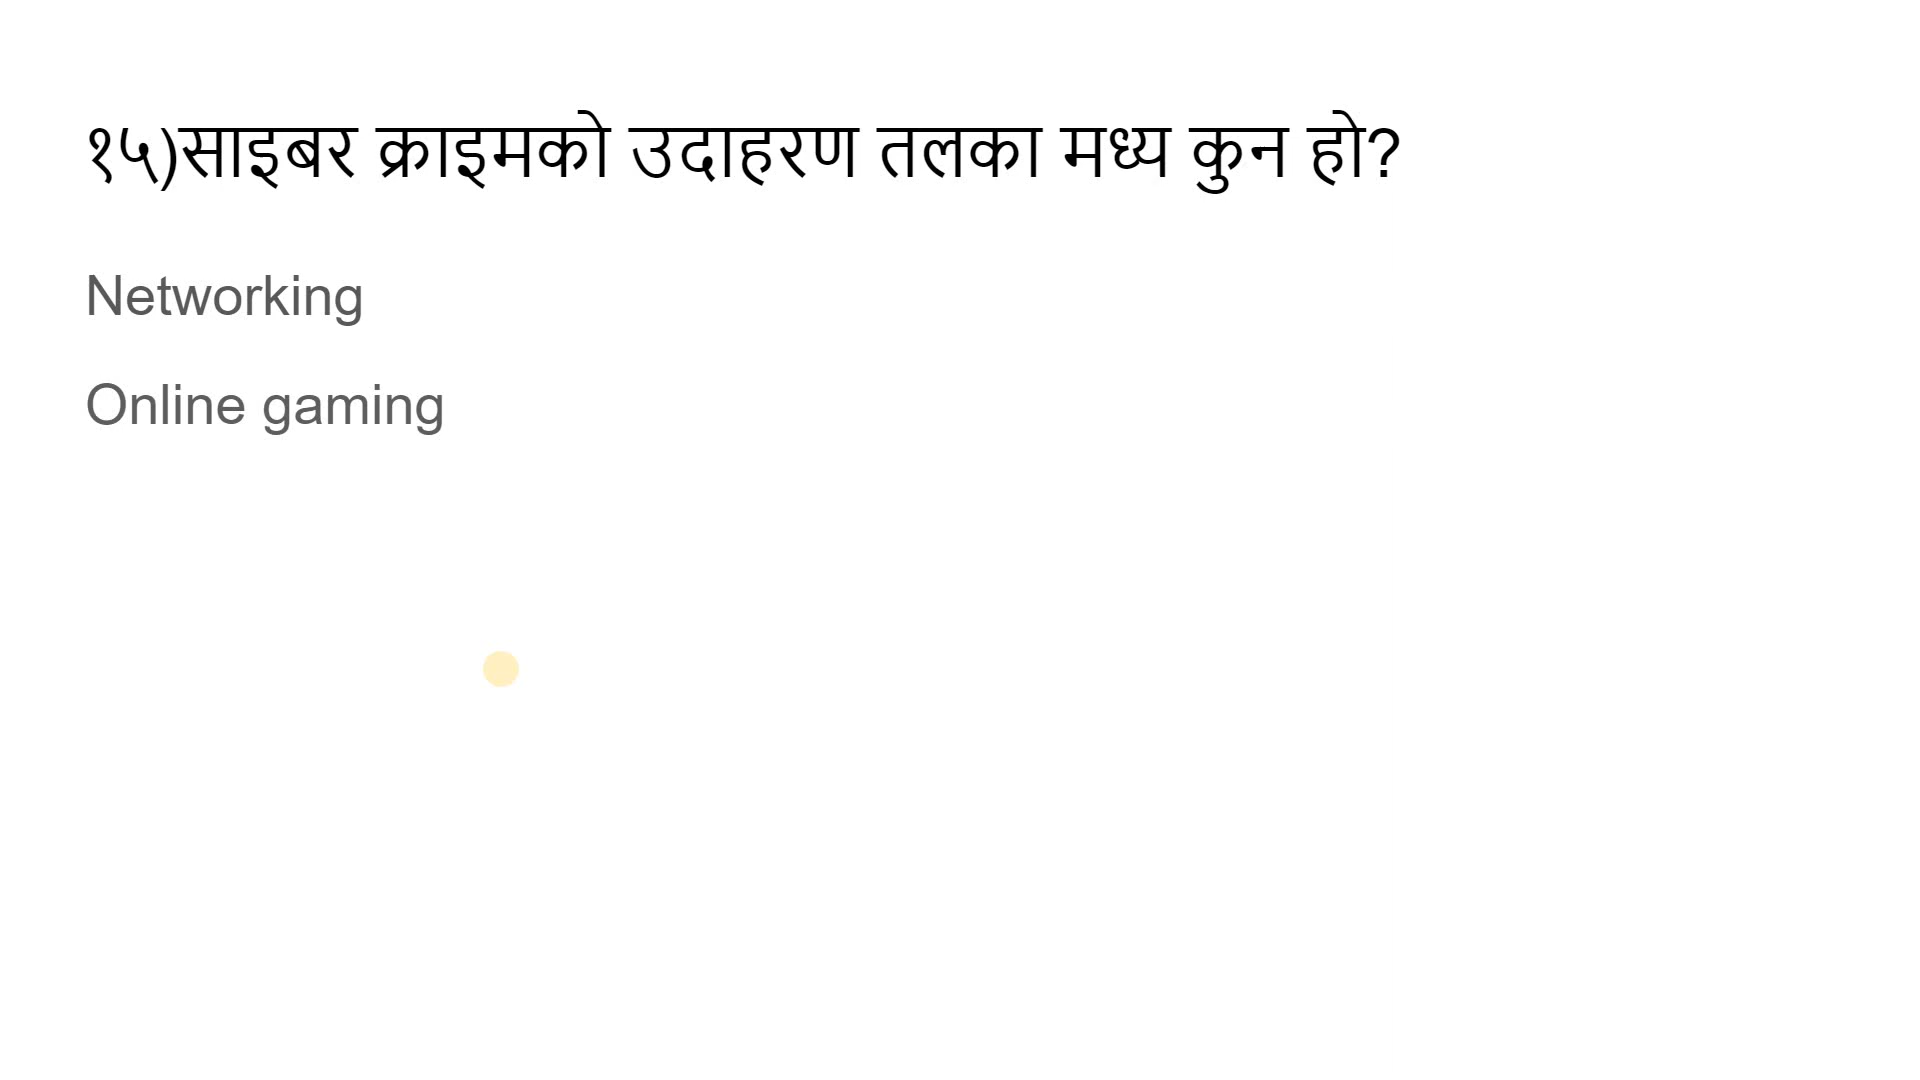 १५)साइबर क्राइमको उदाहरण तलका मध्य कुन हो?
Networking
Online gaming